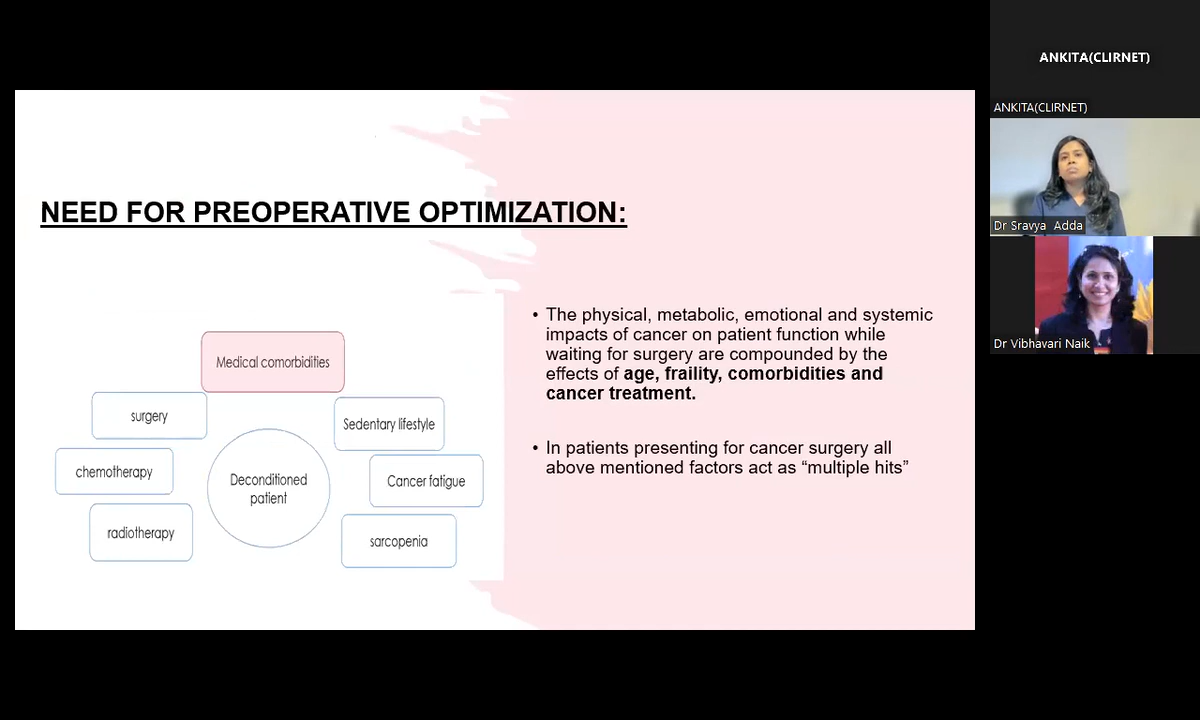 ANKITA(CLIRNET)
ANKITA(CLIRNET)
Dr Sravya Adda
Dr Vibhavari Naik
NEED FOR PREOPERATIVE OPTIMIZATION:
Medical comorbidities
surgery
Sedentary lifestyle
chemotherapy
Deconditioned
patient
Cancer fatigue
radiotherapy
sarcopenia
• The physical, metabolic, emotional and systemic
impacts of cancer on patient function while
waiting for surgery are compounded by the
effects of age, fraility, comorbidities and
cancer treatment.
• In patients presenting for cancer surgery all
above mentioned factors act as “multiple hits”